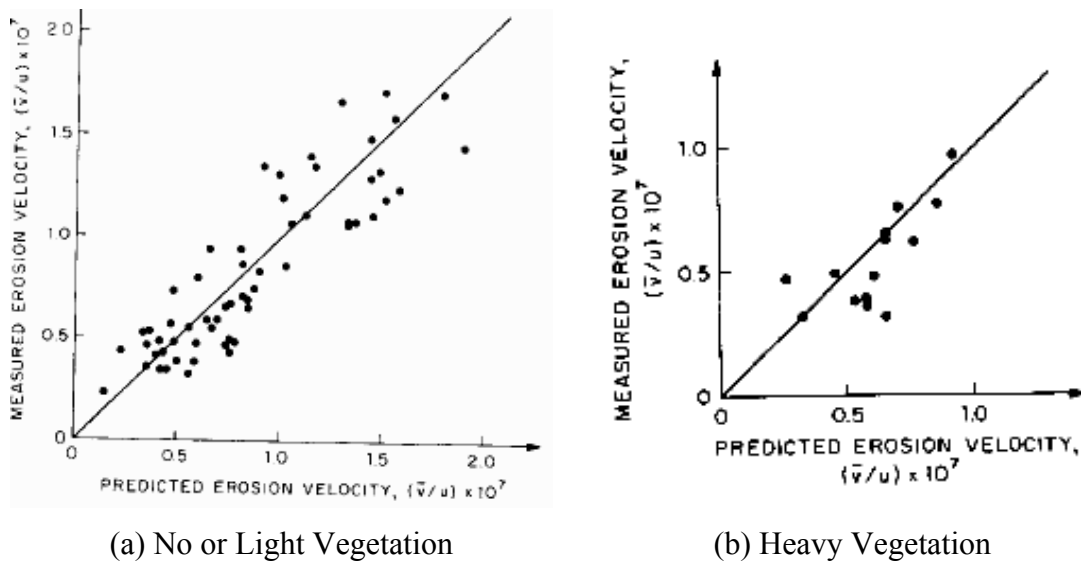 MEASURED EROSION VELOCITY, (v̄/u) x 10⁷
2.0
1.5
1.0
0.5
0
0
0.5
1.0
1.5
2.0
PREDICTED EROSION VELOCITY, (v̄/u) x 10⁷
(a) No or Light Vegetation
MEASURED EROSION VELOCITY,
(v̄/u) x 10⁷
1.0
0.5
0
0
0.5
1.0
PREDICTED EROSION VELOCITY,
(v̄/u) x 10⁷
(b) Heavy Vegetation